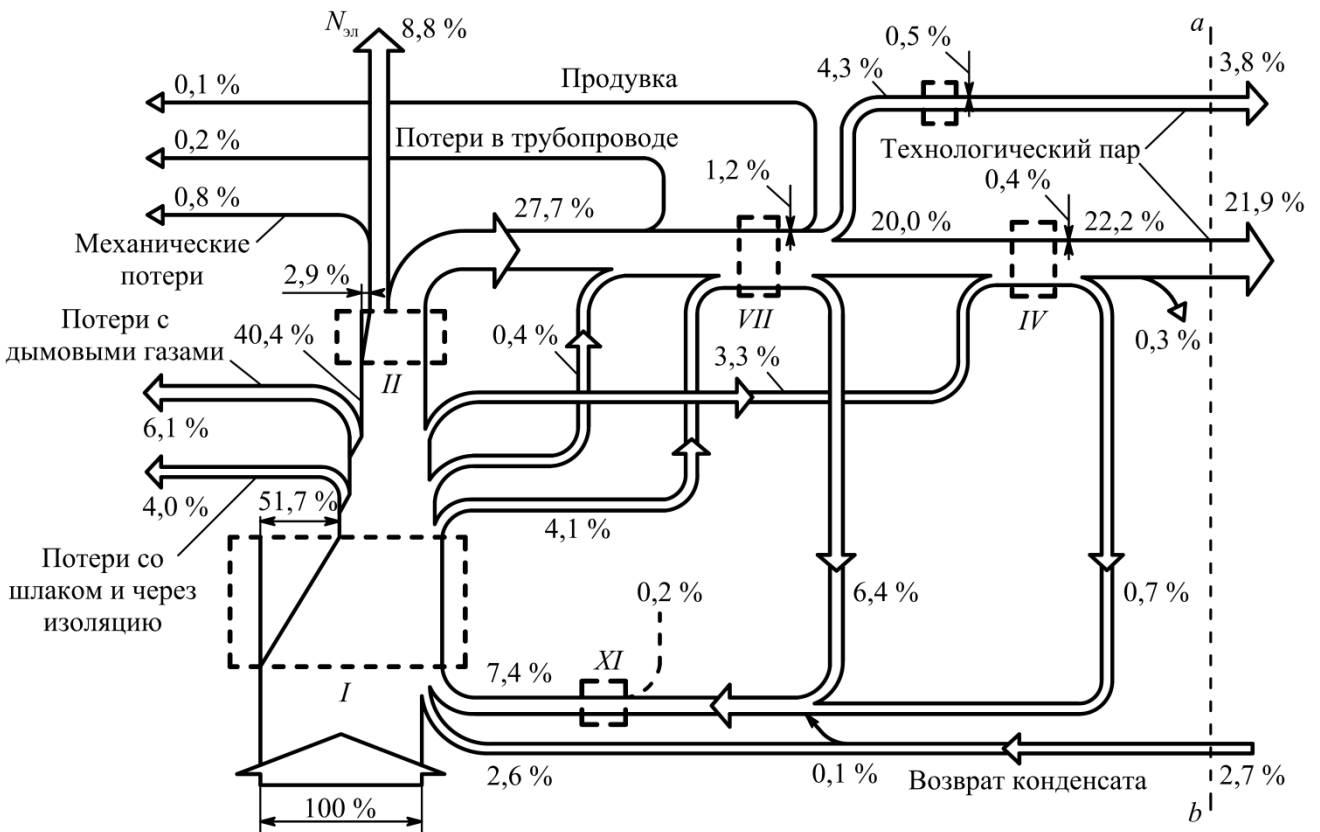 Nэл
8,8 %
0,5 %
a
0,1 %
Продувка
4,3 %
3,8 %
0,2 %
Потери в трубопроводе
Технологический пар
1,2 %
0,4 %
0,8 %
27,7 %
20,0 %
22,2 %
21,9 %
Механические
потери
2,9 %
Потери с
дымовыми газами
40,4 %
II
0,4 %
VII
IV
0,3 %
3,3 %
6,1 %
4,0 %
51,7 %
4,1 %
Потери со
шлаком и через
изоляцию
0,2 %
6,4 %
0,7 %
I
7,4 %
XI
2,6 %
0,1 %
Возврат конденсата
2,7 %
100 %
b